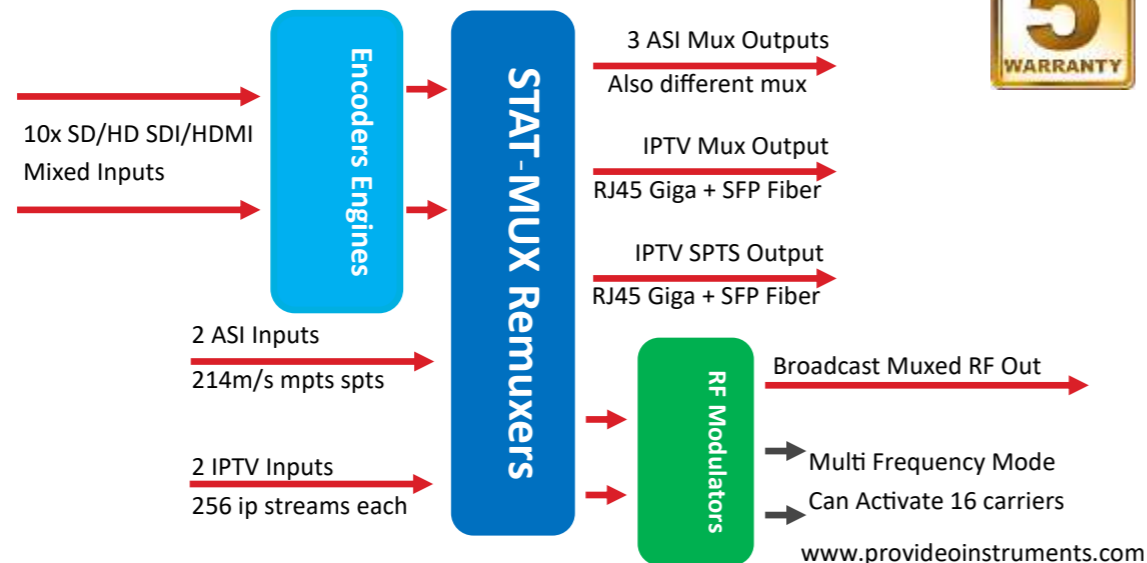 5
WARRANTY
10x SD/HD SDI/HDMI
Mixed Inputs
Encoders Engines
2 ASI Inputs
214m/s mpts spts
2 IPTV Inputs
256 ip streams each
STAT-MUX Remuxers
3 ASI Mux Outputs
Also different mux
IPTV Mux Output
RJ45 Giga + SFP Fiber
IPTV SPTS Output
RJ45 Giga + SFP Fiber
RF Modulators
Broadcast Muxed RF Out
Multi Frequency Mode
Can Activate 16 carriers
www.provideoinstruments.com